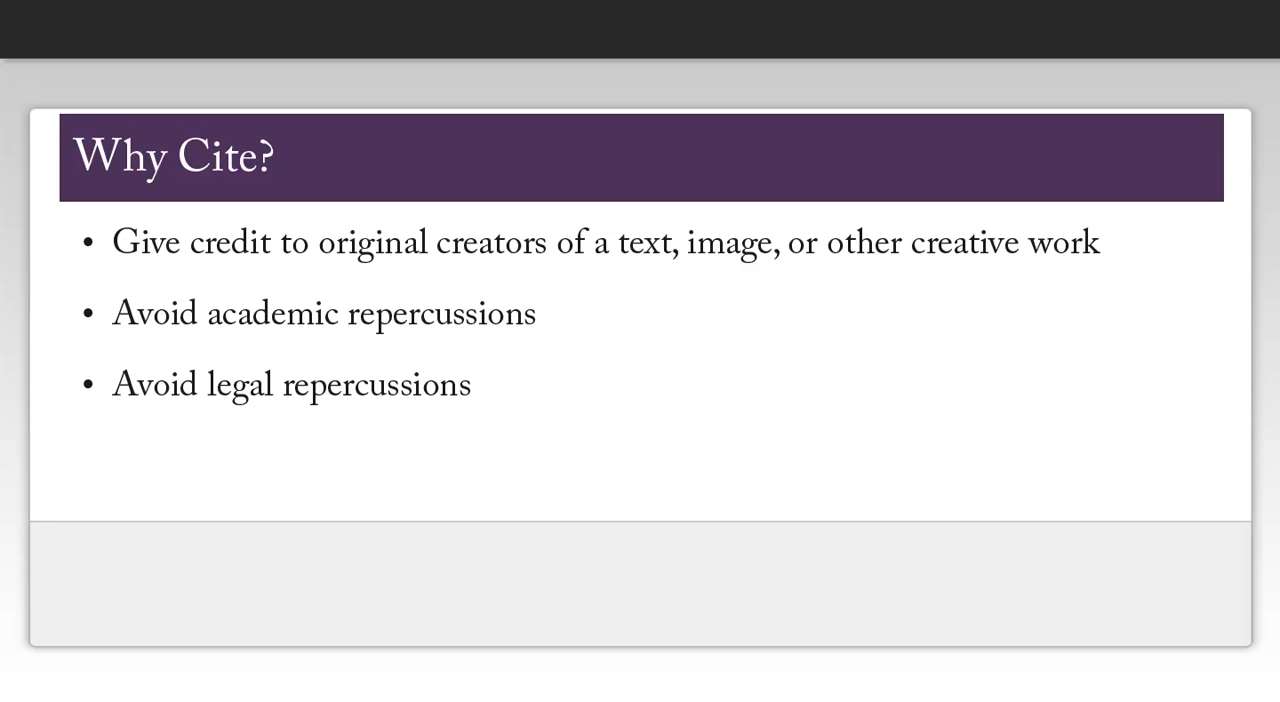 Why Cite?
• Give credit to original creators of a text, image, or other creative work
• Avoid academic repercussions
• Avoid legal repercussions